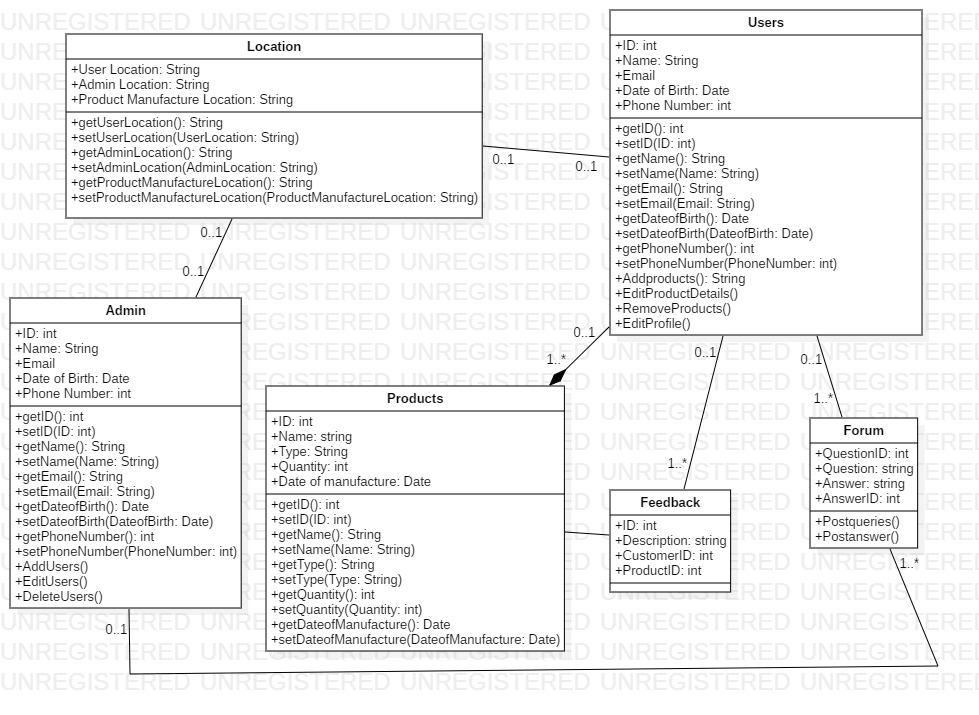 Location
+User Location: String
+Admin Location: String
+Product Manufacture Location: String
+getUserLocation(): String
+setUserLocation(UserLocation: String)
+getAdminLocation(): String
+setAdminLocation(AdminLocation: String)
+getProductManufactureLocation(): String
+setProductManufactureLocation(ProductManufactureLocation: String)
Users
+ID: int
+Name: String
+Email
+Date of Birth: Date
+Phone Number: int
+getID(): int
+setID(ID: int)
+getName(): String
+setName(Name: String)
+getEmail(): String
+setEmail(Email: String)
+getDateofBirth(): Date
+setDateofBirth(DateofBirth: Date)
+getPhoneNumber(): int
+setPhoneNumber(PhoneNumber: int)
+Addproducts(): String
+EditProductDetails()
+RemoveProducts()
+EditProfile()
0..1
0..1
0..1
0..1
Admin
+ID: int
+Name: String
+Email
+Date of Birth: Date
+Phone Number: int
+getID(): int
+setID(ID: int)
+getName(): String
+setName(Name: String)
+getEmail(): String
+setEmail(Email: String)
+getDateofBirth(): Date
+setDateofBirth(DateofBirth: Date)
+getPhoneNumber(): int
+setPhoneNumber(PhoneNumber: int)
+AddUsers()
+EditUsers()
+DeleteUsers()
0..1
0..1
1..*
Products
+ID: int
+Name: string
+Type: String
+Quantity: int
+Date of manufacture: Date
+getID(): int
+setID(ID: int)
+getName(): String
+setName(Name: String)
+getType(): String
+setType(Type: String)
+getQuantity(): int
+setQuantity(Quantity: int)
+getDateofManufacture(): Date
+setDateofManufacture(DateofManufacture: Date)
0..1
1..*
Feedback
+ID: int
+Description: string
+CustomerID: int
+ProductID: int
0..1
1..*
Forum
+QuestionID: int
+Question: string
+Answer: string
+AnswerID: int
+Postqueries()
+Postanswer()
1..*
UNREGISTERED UNREGISTERED UNREGISTERED UNREGISTERED UNREGISTERED